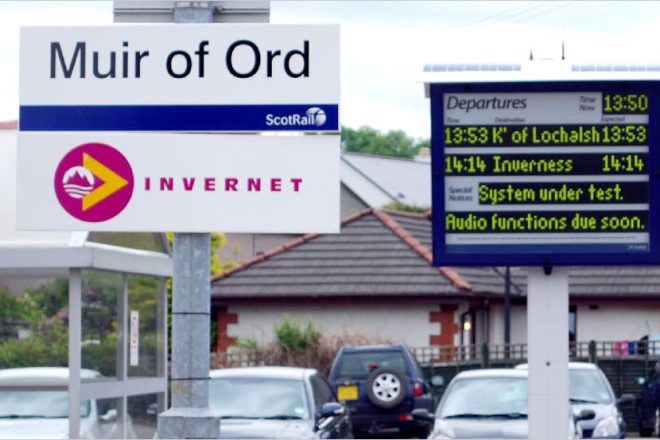 Muir of Ord
ScotRail
INVERNET
Departures Time Now 13:50
Time Destination Expected
13:53 K' of Lochalsh 13:53
14:14 Inverness 14:14
Special Notices System under test.
Audio functions due soon.